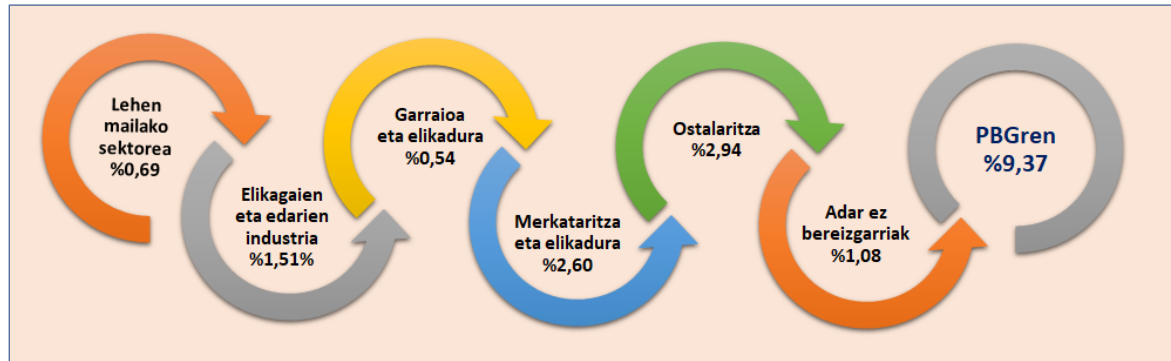 Lehen
mailako
sektorea
%0,69
Elikagaien
eta edarien
industria
%1,51%
Garraioa
eta elikadura
%0,54
Merkataritza
eta elikadura
%2,60
Ostalaritza
%2,94
Adar ez
bereizgarriak
%1,08
PBGren
%9,37